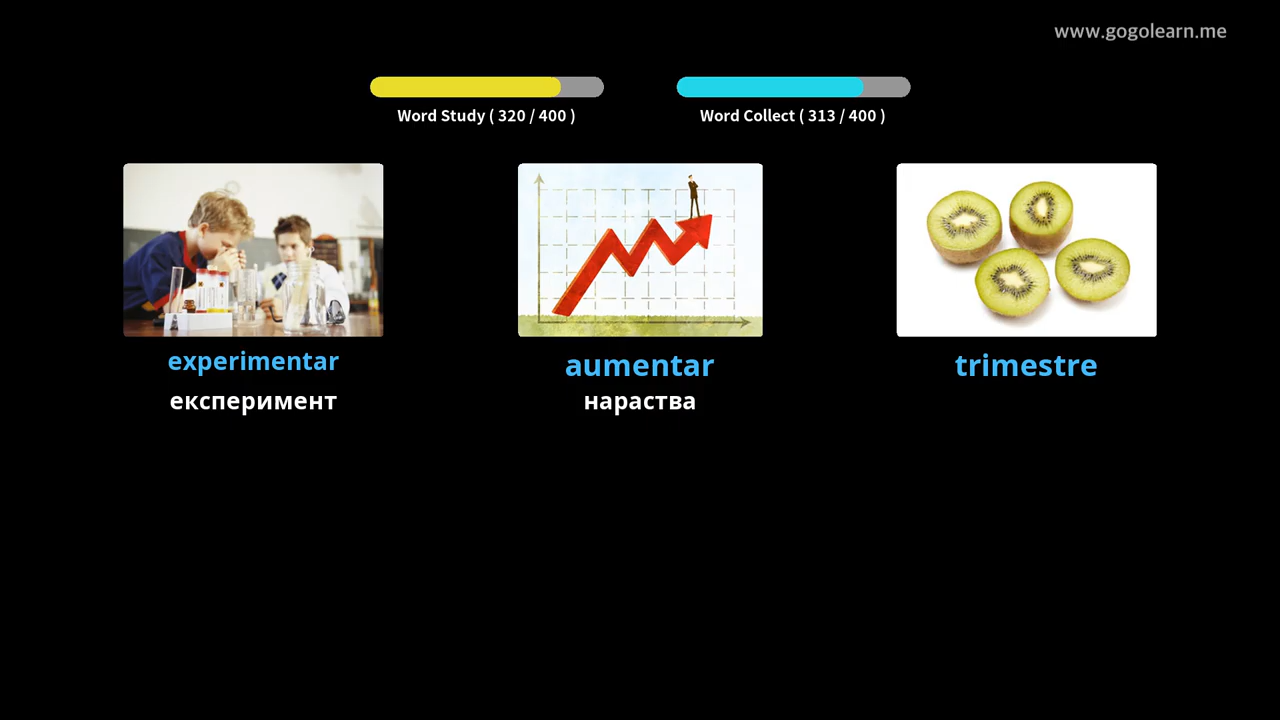 www.gogolearn.me
Word Study ( 320 / 400 )
Word Collect ( 313 / 400 )
experimentar
експеримент
aumentar
нараства
trimestre